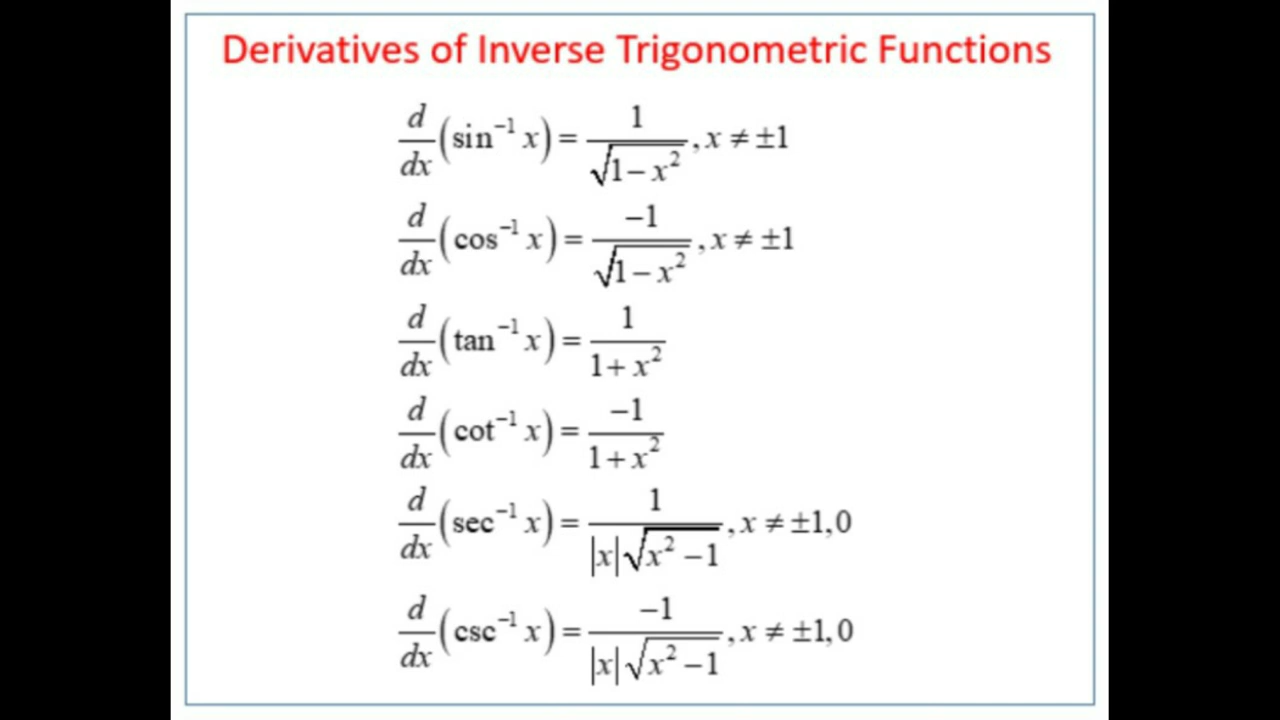 Derivatives of Inverse Trigonometric Functions
d/dx (sin⁻¹ x) = 1/√(1−x²), x ≠ ±1
d/dx (cos⁻¹ x) = −1/√(1−x²), x ≠ ±1
d/dx (tan⁻¹ x) = 1/(1+x²)
d/dx (cot⁻¹ x) = −1/(1+x²)
d/dx (sec⁻¹ x) = 1/(|x|√(x²−1)), x ≠ ±1,0
d/dx (csc⁻¹ x) = −1/(|x|√(x²−1)), x ≠ ±1,0